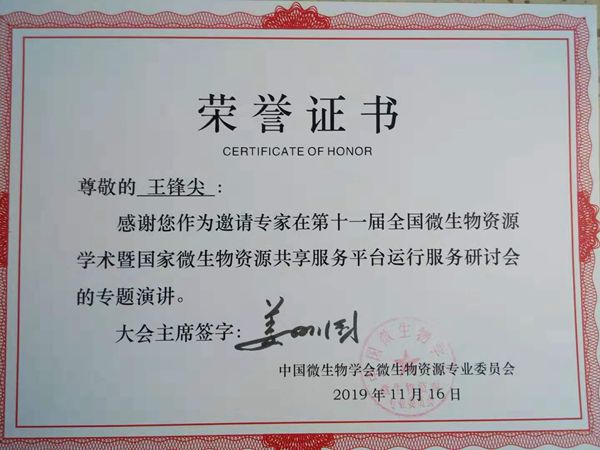 荣誉证书
CERTIFICATE OF HONOR
尊敬的 王锋尖 :
感谢您作为邀请专家在第十一届全国微生物资源
学术暨国家微生物资源共享服务平台运行服务研讨会
的专题演讲。
大会主席签字:
中国微生物学会微生物资源专业委员会
2019 年 11 月 16 日